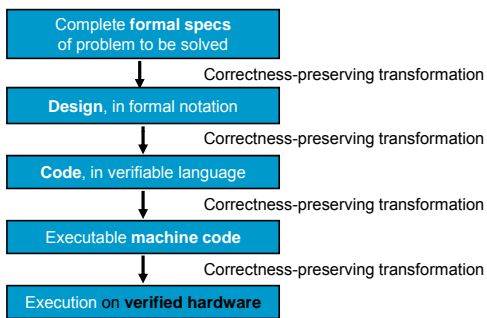 Complete formal specs
of problem to be solved
Correctness-preserving transformation
Design, in formal notation
Correctness-preserving transformation
Code, in verifiable language
Correctness-preserving transformation
Executable machine code
Correctness-preserving transformation
Execution on verified hardware